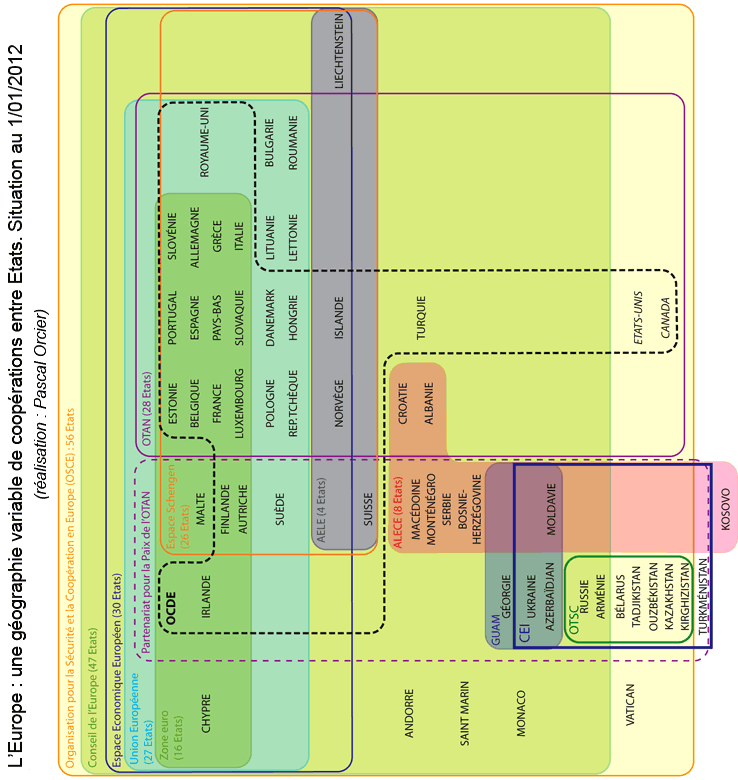 L'Europe : une géographie variable de coopérations entre Etats. Situation au 1/01/2012
(réalisation : Pascal Orcier)
Organisation pour la Sécurité et la Coopération en Europe (OSCE) : 56 Etats
Conseil de l'Europe (47 Etats)
Espace Economique Européen (30 Etats)
Union Européenne
(27 Etats)
Partenariat pour la Paix de l'OTAN
OTAN (28 Etats)
Zone euro
(16 Etats)
OCDE
Espace Schengen
(26 Etats)
CHYPRE
IRLANDE
MALTE
FINLANDE
AUTRICHE
SUÈDE
ESTONIE
BELGIQUE
FRANCE
LUXEMBOURG
PORTUGAL
ESPAGNE
PAYS-BAS
SLOVAQUIE
SLOVÉNIE
ALLEMAGNE
GRÈCE
ITALIE
ROYAUME-UNI
POLOGNE
REP.TCHÈQUE
DANEMARK
HONGRIE
LITUANIE
LETTONIE
BULGARIE
ROUMANIE
AELE (4 Etats)
SUISSE
NORVÈGE
ISLANDE
LIECHTENSTEIN
ALECE (8 Etats)
MACÉDOINE
MONTÉNÉGRO
SERBIE
BOSNIE-
HERZÉGOVINE
CROATIE
ALBANIE
TURQUIE
ANDORRE
SAINT MARIN
MONACO
VATICAN
GUAM
GÉORGIE
CEI
UKRAINE
AZERBAÏDJAN
MOLDAVIE
OTSC
RUSSIE
ARMÉNIE
BÉLARUS
TADJIKISTAN
OUZBÉKISTAN
KAZAKHSTAN
KIRGHIZISTAN
TURKMÉNISTAN
ETATS-UNIS
CANADA
KOSOVO